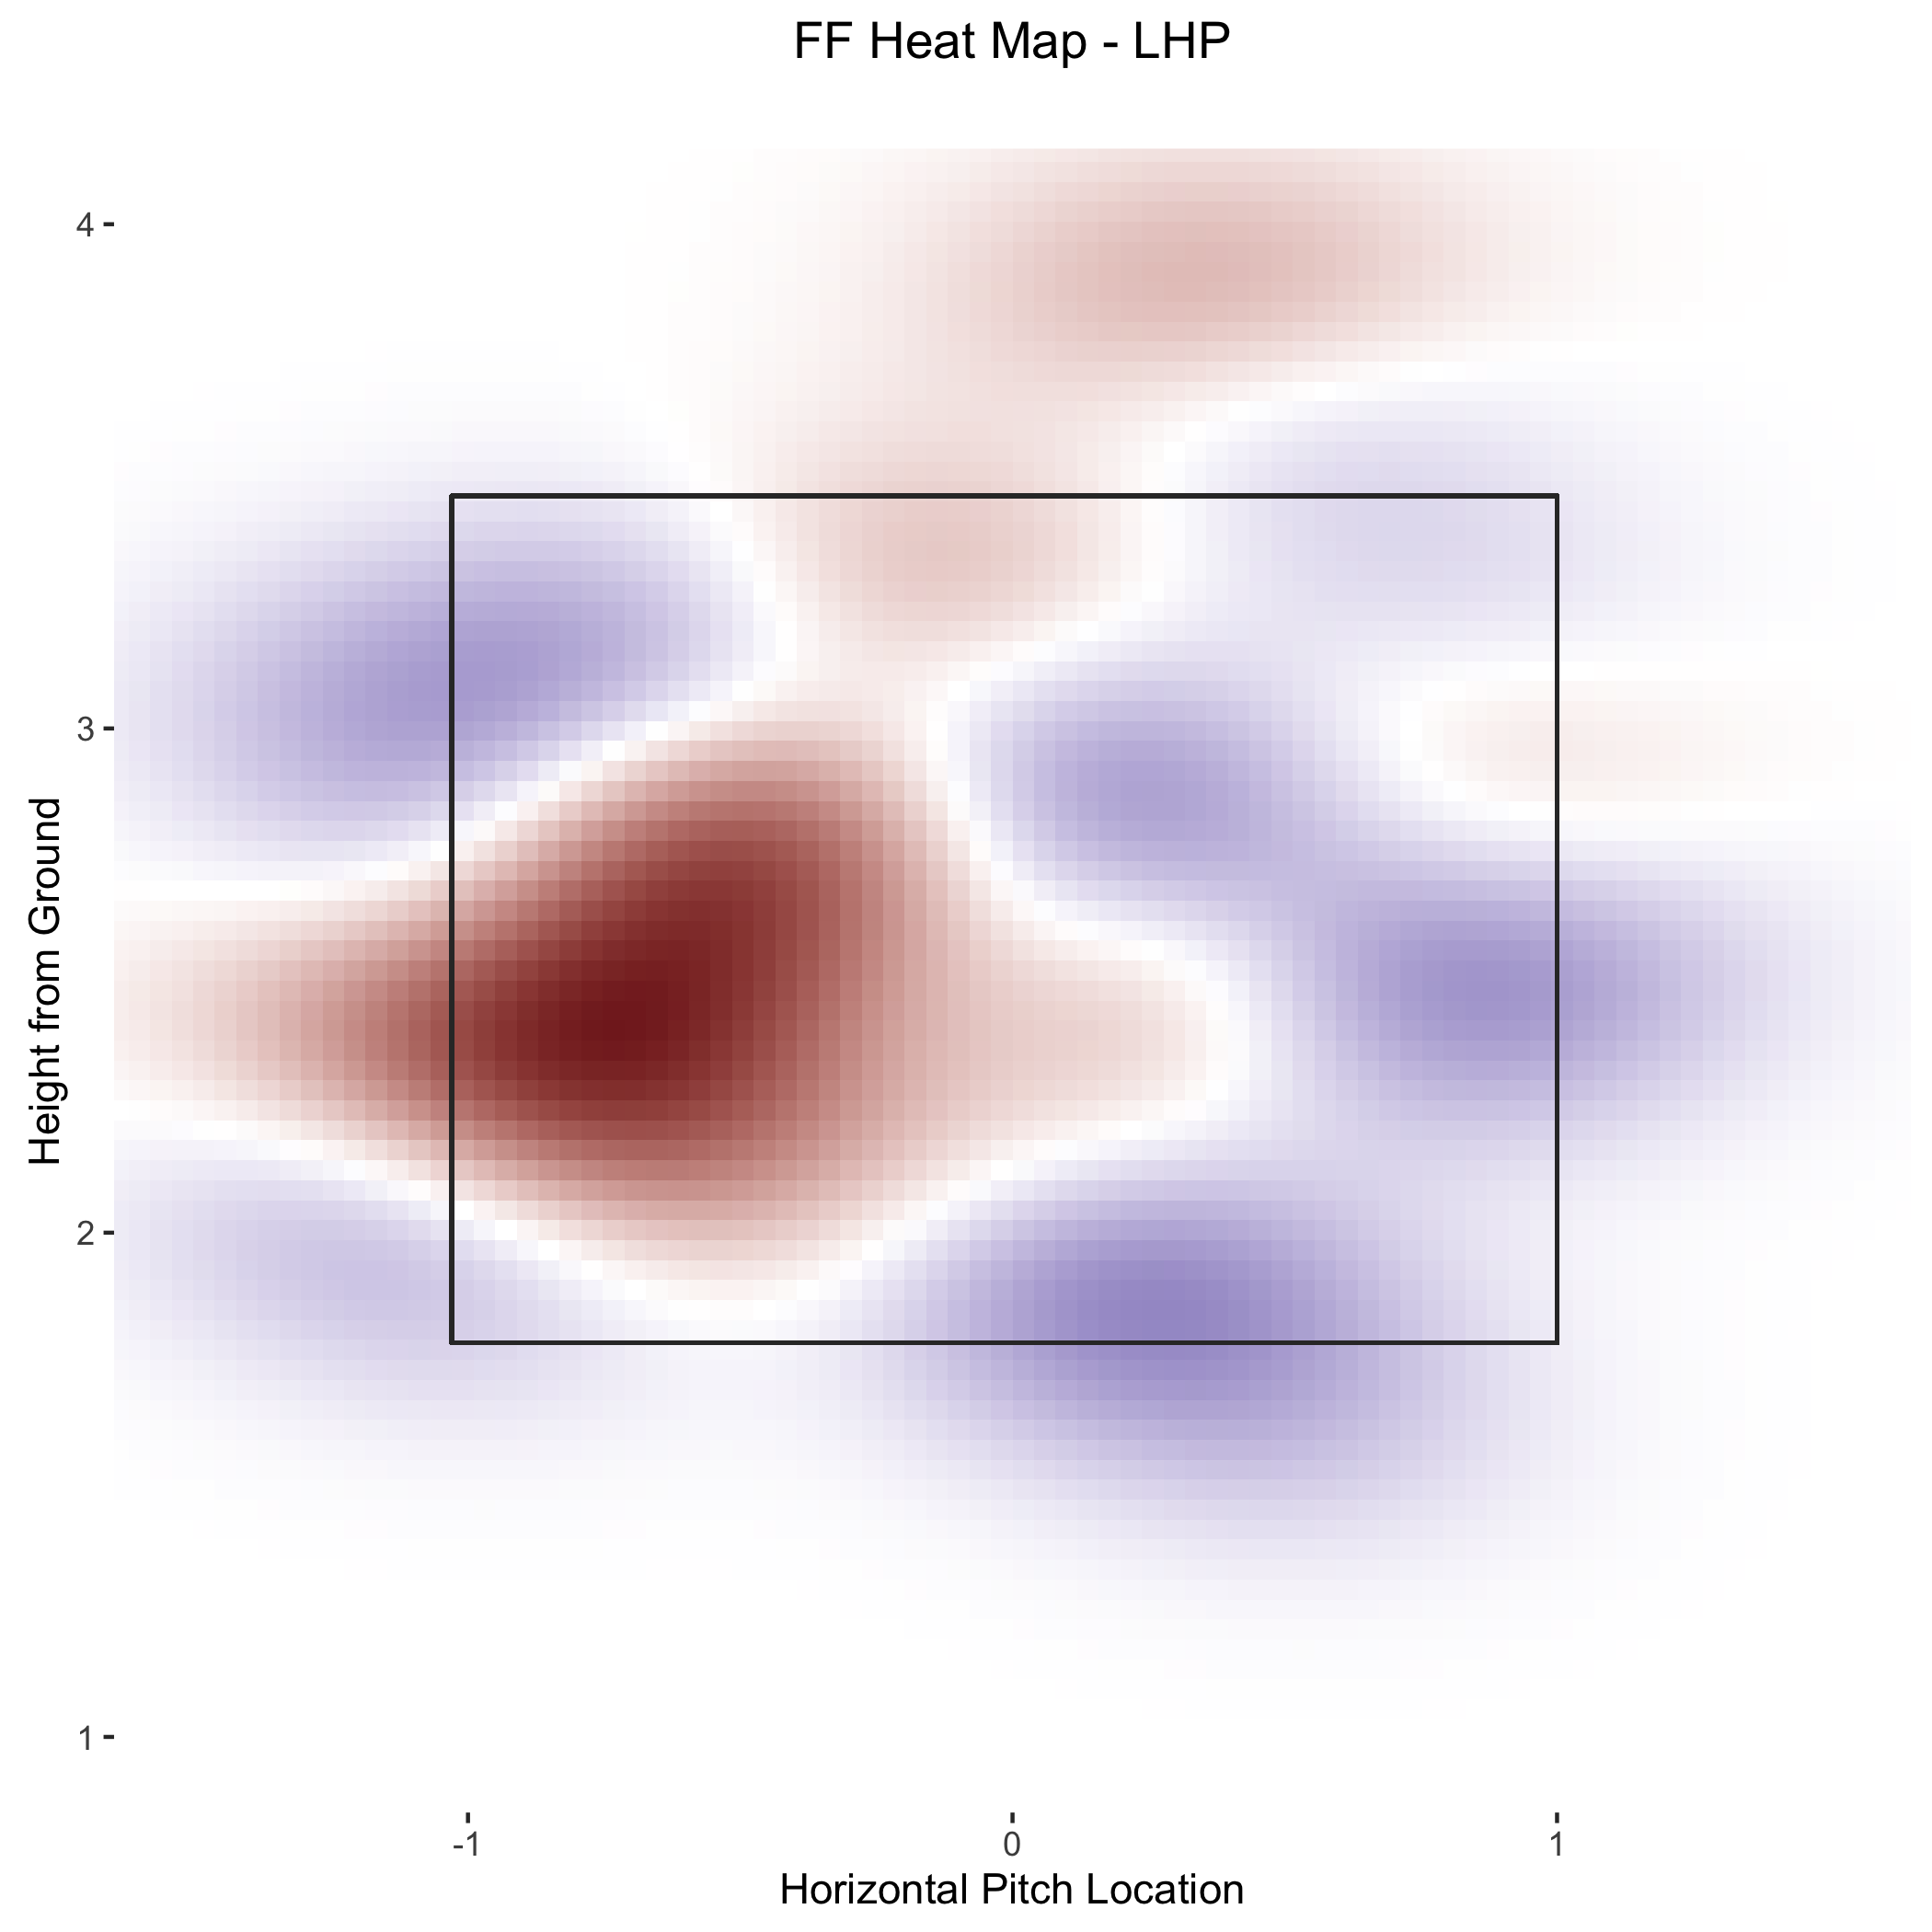 FF Heat Map - LHP
4
3
2
1
Height from Ground
-1 0 1
Horizontal Pitch Location